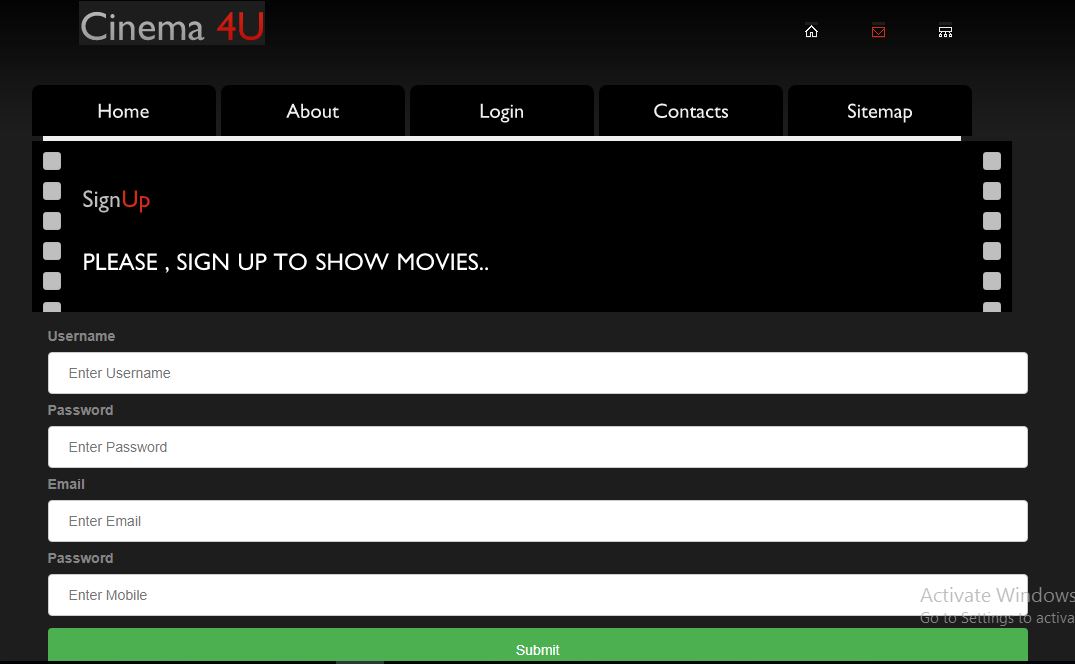 Cinema 4U
Home About Login Contacts Sitemap
SignUp
PLEASE , SIGN UP TO SHOW MOVIES..
Username
Enter Username
Password
Enter Password
Email
Enter Email
Password
Enter Mobile
Activate Windows
Go to Settings to activa
Submit